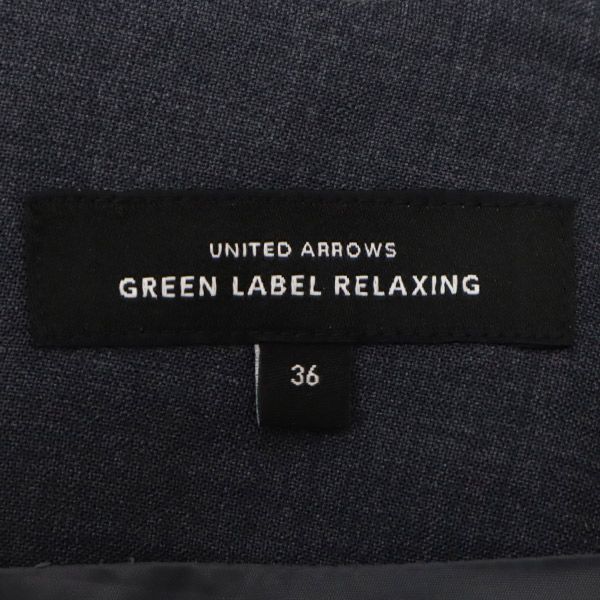 UNITED ARROWS
GREEN LABEL RELAXING
36